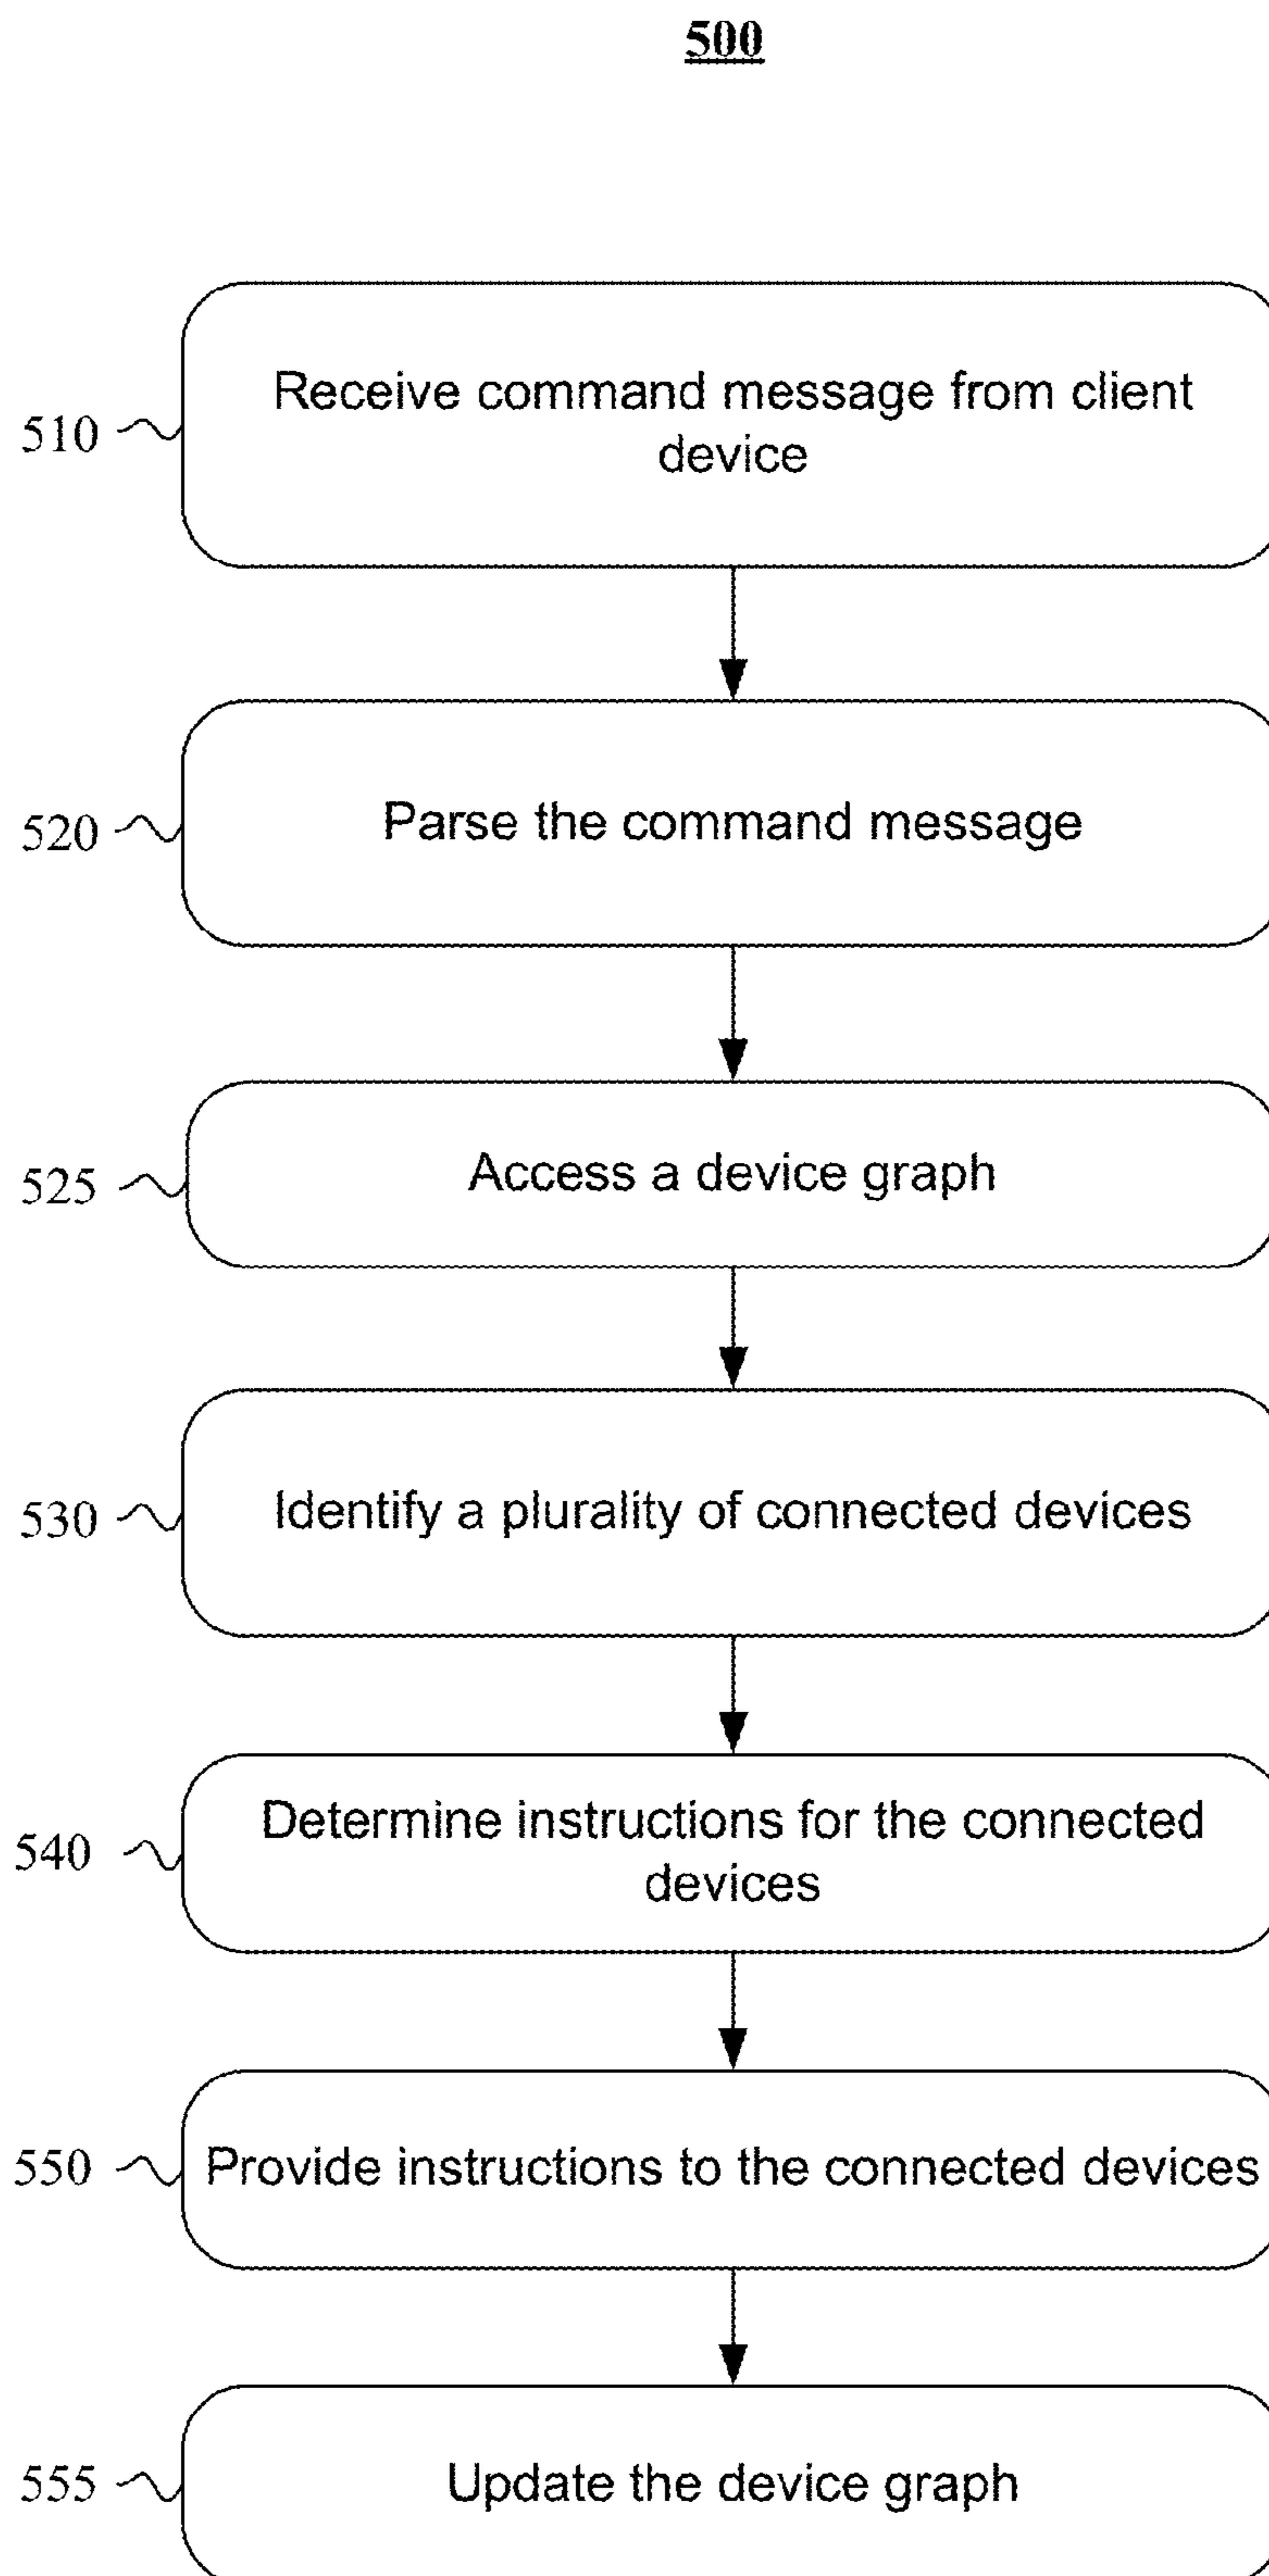 500
510
Receive command message from client
device
520
Parse the command message
525
Access a device graph
530
Identify a plurality of connected devices
540
Determine instructions for the connected
devices
550
Provide instructions to the connected devices
555
Update the device graph